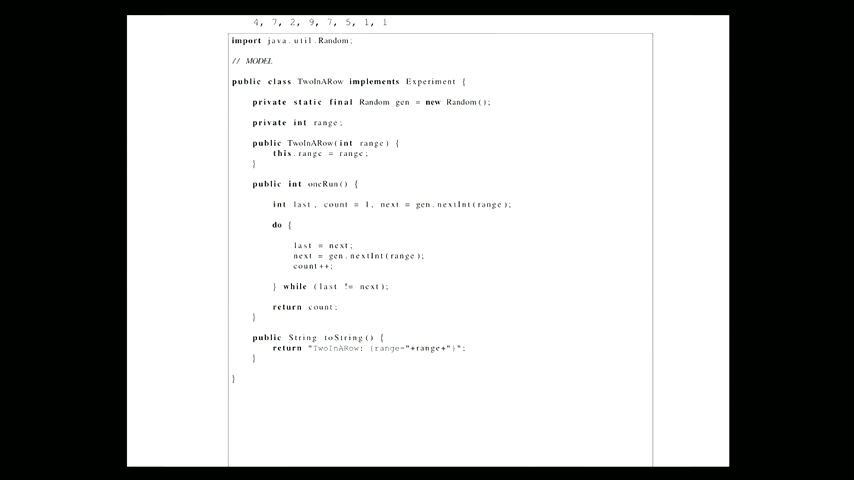 4, 7, 2, 9, 7, 5, 1, 1
import java.util.Random;
// MODEL
public class TwoInARow implements Experiment {
private static final Random gen = new Random();
private int range;
public TwoInARow(int range) {
this.range = range;
}
public int oneRun() {
int last, count = 1, next = gen.nextInt(range);
do {
last = next;
next = gen.nextInt(range);
count++;
} while (last != next);
return count;
}
public String toString() {
return "TwoInARow: (range="+range+")";
}
}